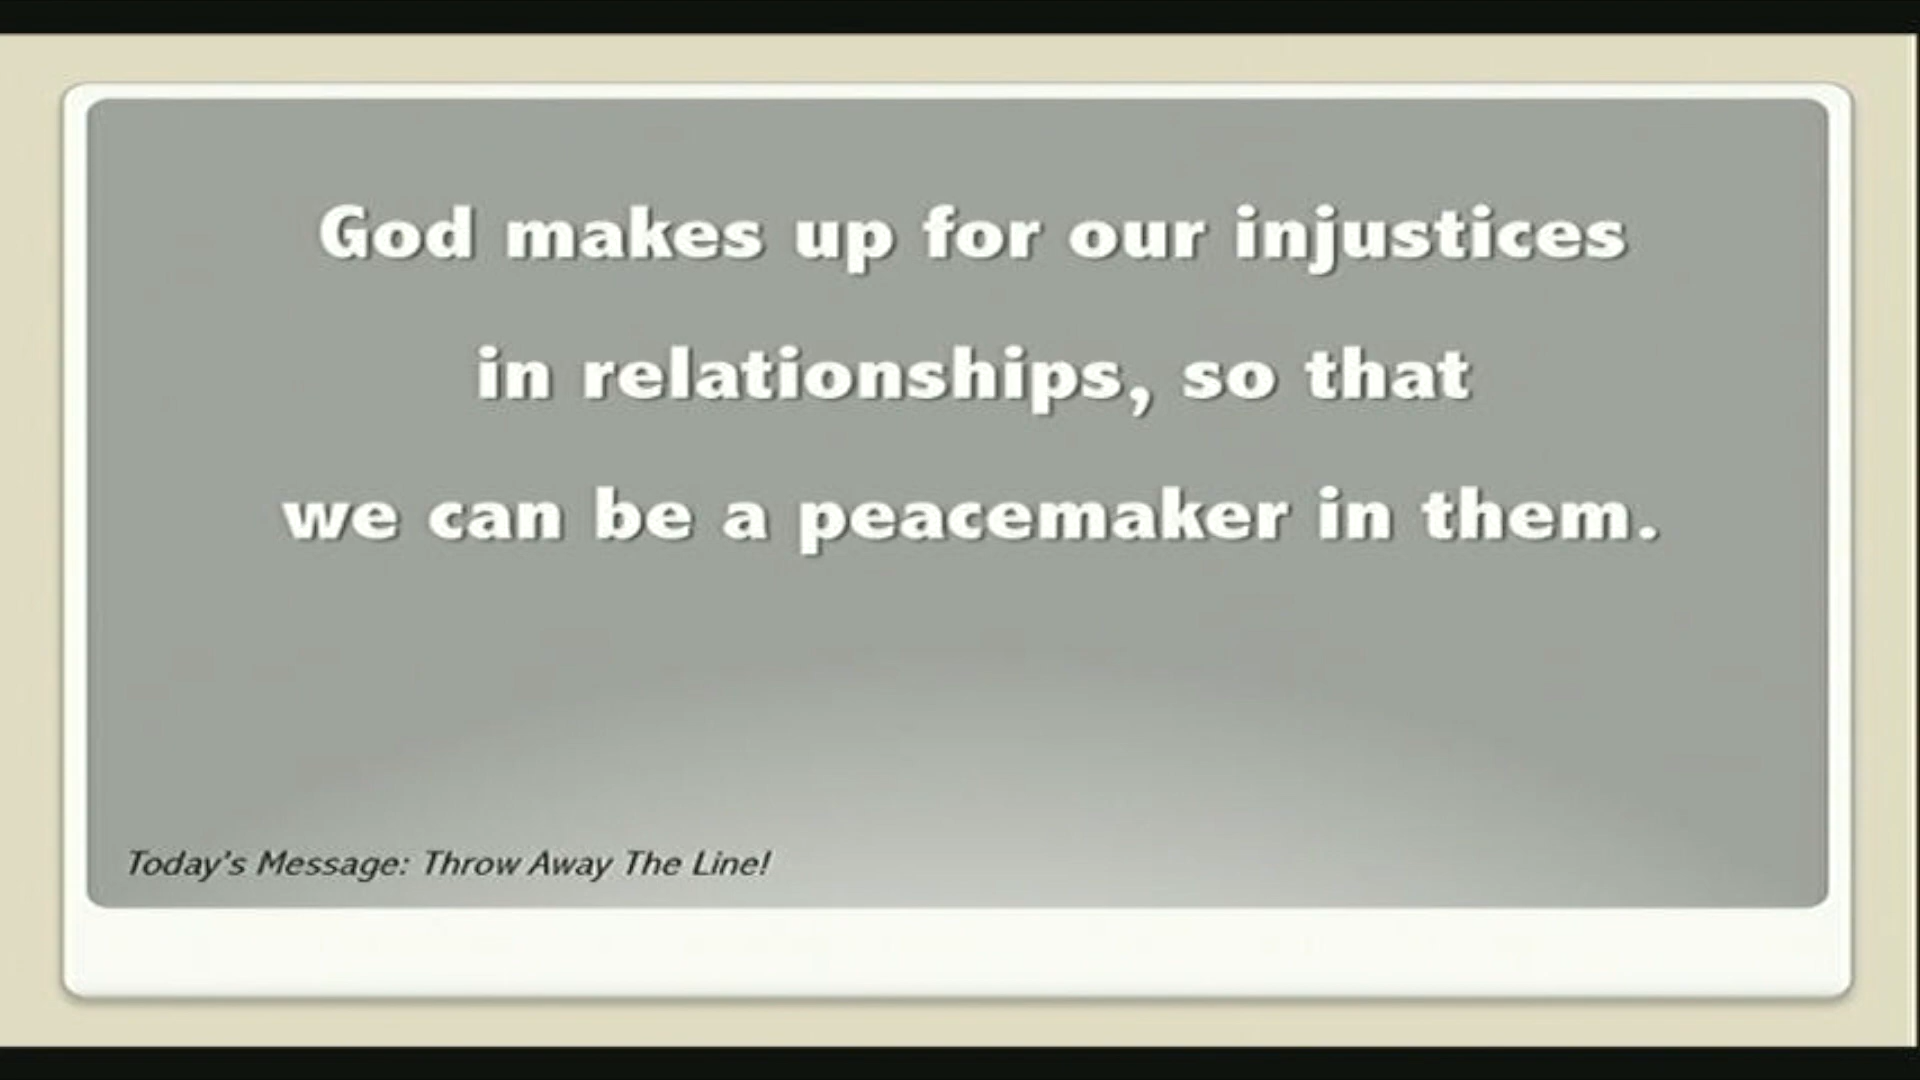 God makes up for our injustices
in relationships, so that
we can be a peacemaker in them.
Today's Message: Throw Away The Line!